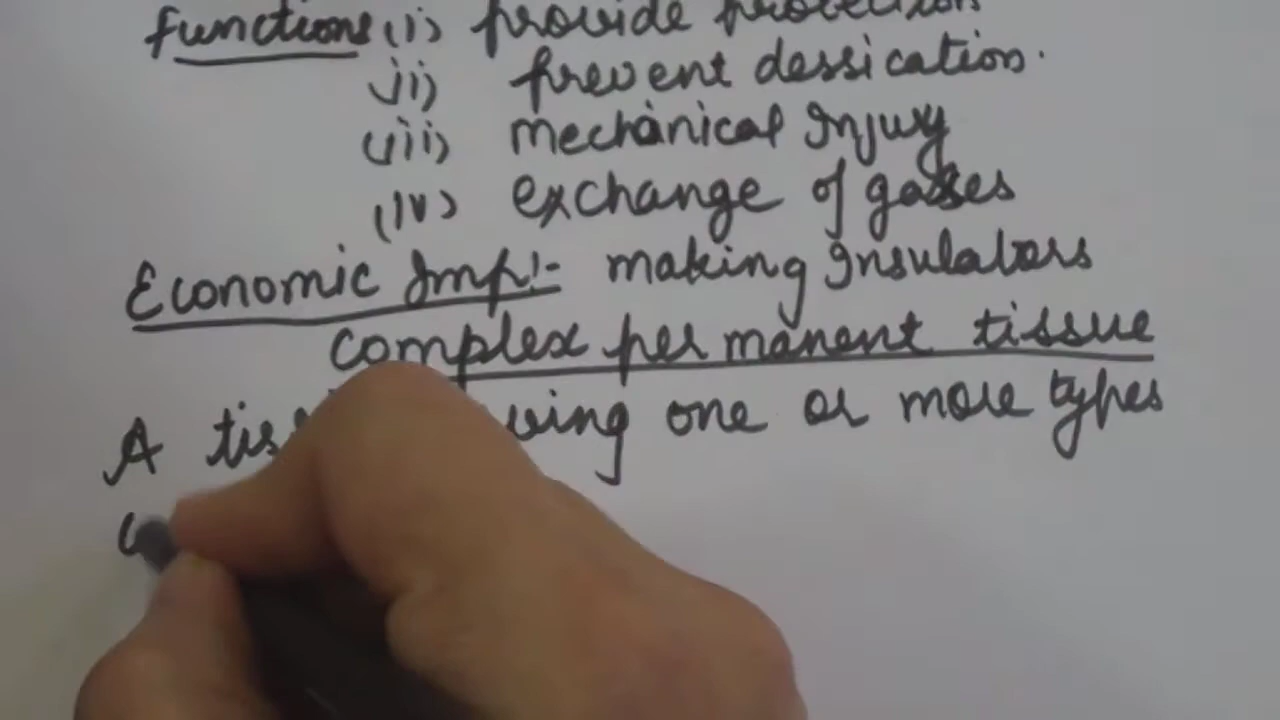 Functions (i) provide protection
(ii) prevent dessication.
(iii) mechanical Injury
(iv) exchange of gases
Economic Imp:- making Insulators
complex permanent tissue
A one or more types